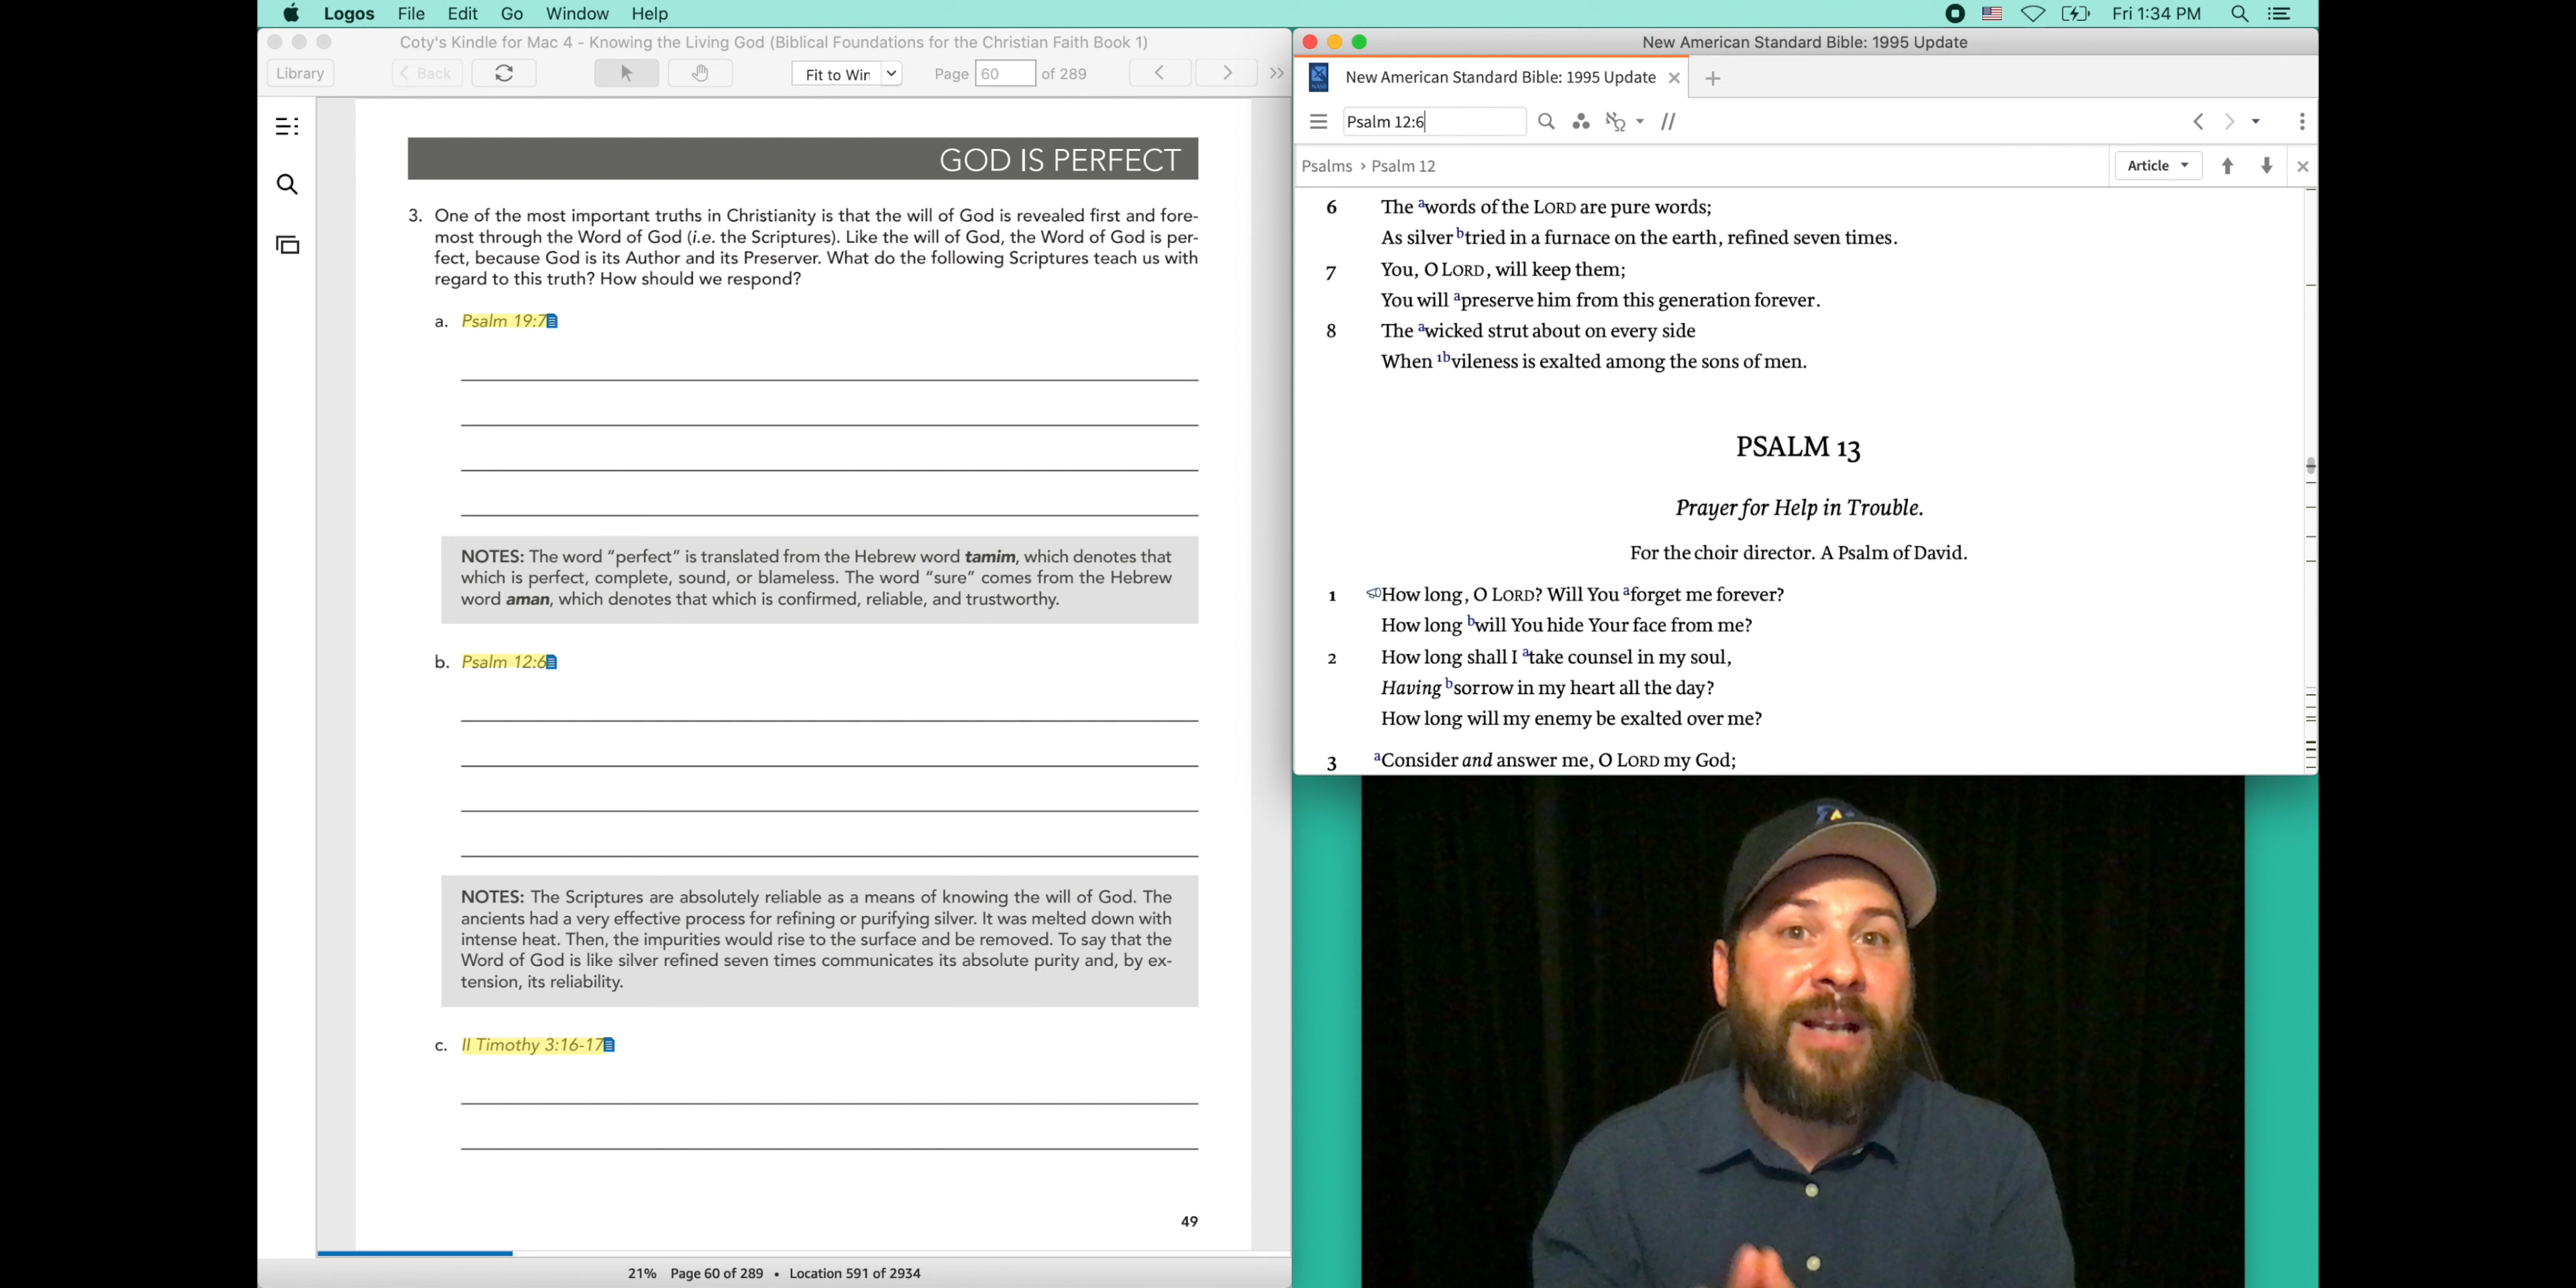 Logos File Edit Go Window Help
Fri 1:34 PM
Coty's Kindle for Mac 4 - Knowing the Living God (Biblical Foundations for the Christian Faith Book 1)
Library
Back
Fit to Win
Page 60 of 289
GOD IS PERFECT
3. One of the most important truths in Christianity is that the will of God is revealed first and fore-
most through the Word of God (i.e. the Scriptures). Like the will of God, the Word of God is per-
fect, because God is its Author and its Preserver. What do the following Scriptures teach us with
regard to this truth? How should we respond?
a. Psalm 19:7
NOTES: The word “perfect” is translated from the Hebrew word tamim, which denotes that
which is perfect, complete, sound, or blameless. The word “sure” comes from the Hebrew
word aman, which denotes that which is confirmed, reliable, and trustworthy.
b. Psalm 12:6
NOTES: The Scriptures are absolutely reliable as a means of knowing the will of God. The
ancients had a very effective process for refining or purifying silver. It was melted down with
intense heat. Then, the impurities would rise to the surface and be removed. To say that the
Word of God is like silver refined seven times communicates its absolute purity and, by ex-
tension, its reliability.
c. II Timothy 3:16-17
49
21% Page 60 of 289 • Location 591 of 2934
New American Standard Bible: 1995 Update
New American Standard Bible: 1995 Update
Psalm 12:6
Psalms › Psalm 12
Article
6 The a words of the LORD are pure words;
As silver b tried in a furnace on the earth, refined seven times.
7 You, O LORD, will keep them;
You will a preserve him from this generation forever.
8 The a wicked strut about on every side
When 1b vileness is exalted among the sons of men.
PSALM 13
Prayer for Help in Trouble.
For the choir director. A Psalm of David.
1 How long, O LORD? Will You a forget me forever?
How long b will You hide Your face from me?
2 How long shall I a take counsel in my soul,
Having b sorrow in my heart all the day?
How long will my enemy be exalted over me?
3 a Consider and answer me, O LORD my God;